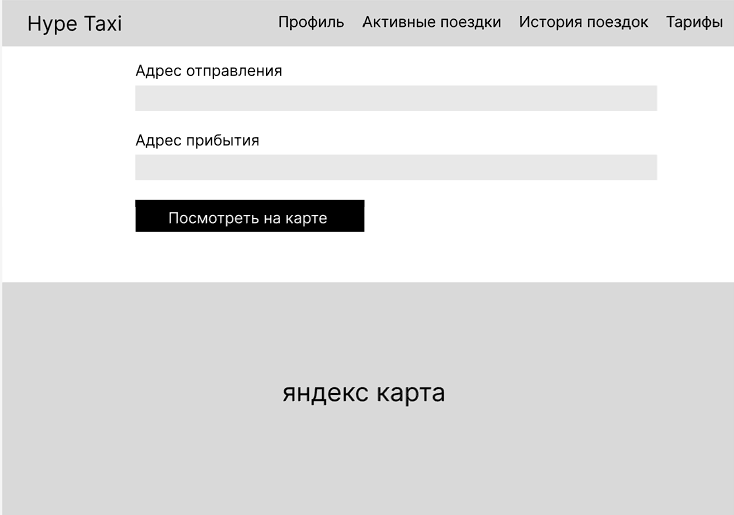 Hype Taxi Профиль Активные поездки История поездок Тарифы
Адрес отправления
Адрес прибытия
Посмотреть на карте
яндекс карта